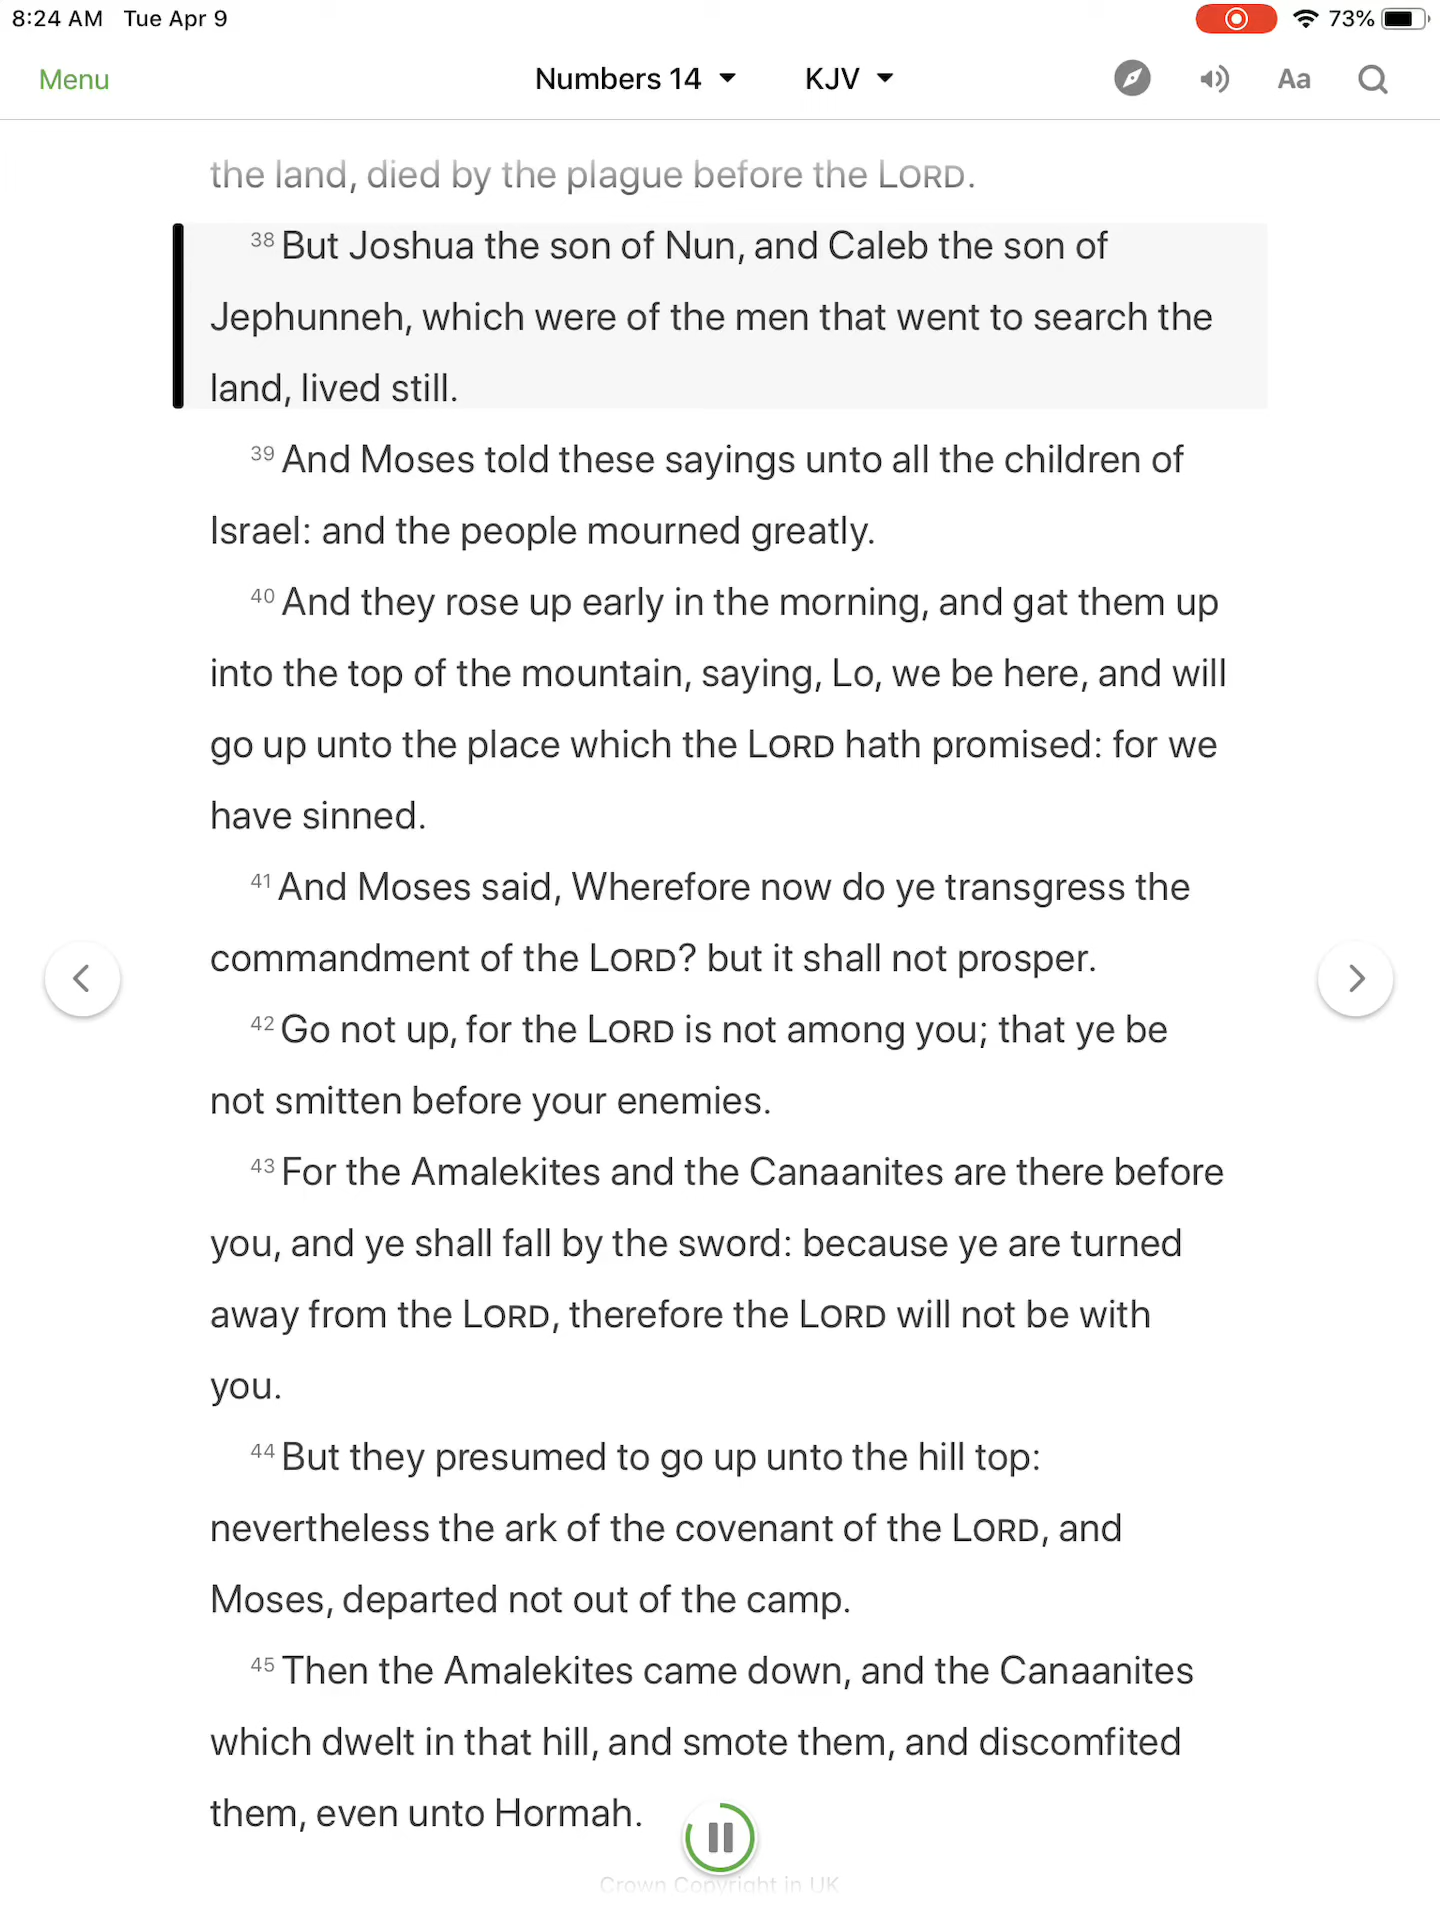 8:24 AM Tue Apr 9 73%
Menu Numbers 14 KJV Aa
the land, died by the plague before the LORD.
38 But Joshua the son of Nun, and Caleb the son of
Jephunneh, which were of the men that went to search the
land, lived still.
39 And Moses told these sayings unto all the children of
Israel: and the people mourned greatly.
40 And they rose up early in the morning, and gat them up
into the top of the mountain, saying, Lo, we be here, and will
go up unto the place which the LORD hath promised: for we
have sinned.
41 And Moses said, Wherefore now do ye transgress the
commandment of the LORD? but it shall not prosper.
42 Go not up, for the LORD is not among you; that ye be
not smitten before your enemies.
43 For the Amalekites and the Canaanites are there before
you, and ye shall fall by the sword: because ye are turned
away from the LORD, therefore the LORD will not be with
you.
44 But they presumed to go up unto the hill top:
nevertheless the ark of the covenant of the LORD, and
Moses, departed not out of the camp.
45 Then the Amalekites came down, and the Canaanites
which dwelt in that hill, and smote them, and discomfited
them, even unto Hormah.
Crown Copyright in UK